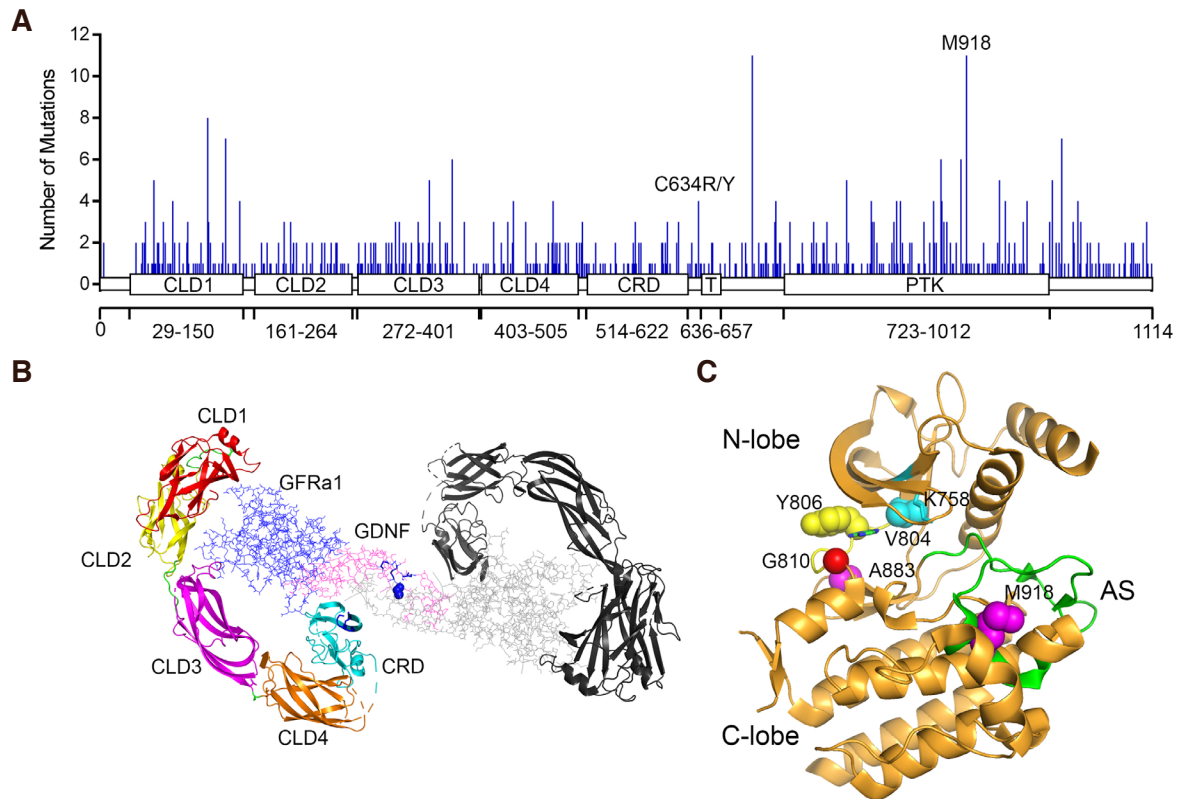 A
Number of Mutations
12
10
8
6
4
2
0
M918
C634R/Y
CLD1
CLD2
CLD3
CLD4
CRD
T
PTK
0
29-150
161-264
272-401
403-505
514-622
636-657
723-1012
1114
B
CLD1
GFRa1
GDNF
CLD2
CLD3
CRD
CLD4
C
N-lobe
Y806
K758
V804
G810
A883
M918
AS
C-lobe